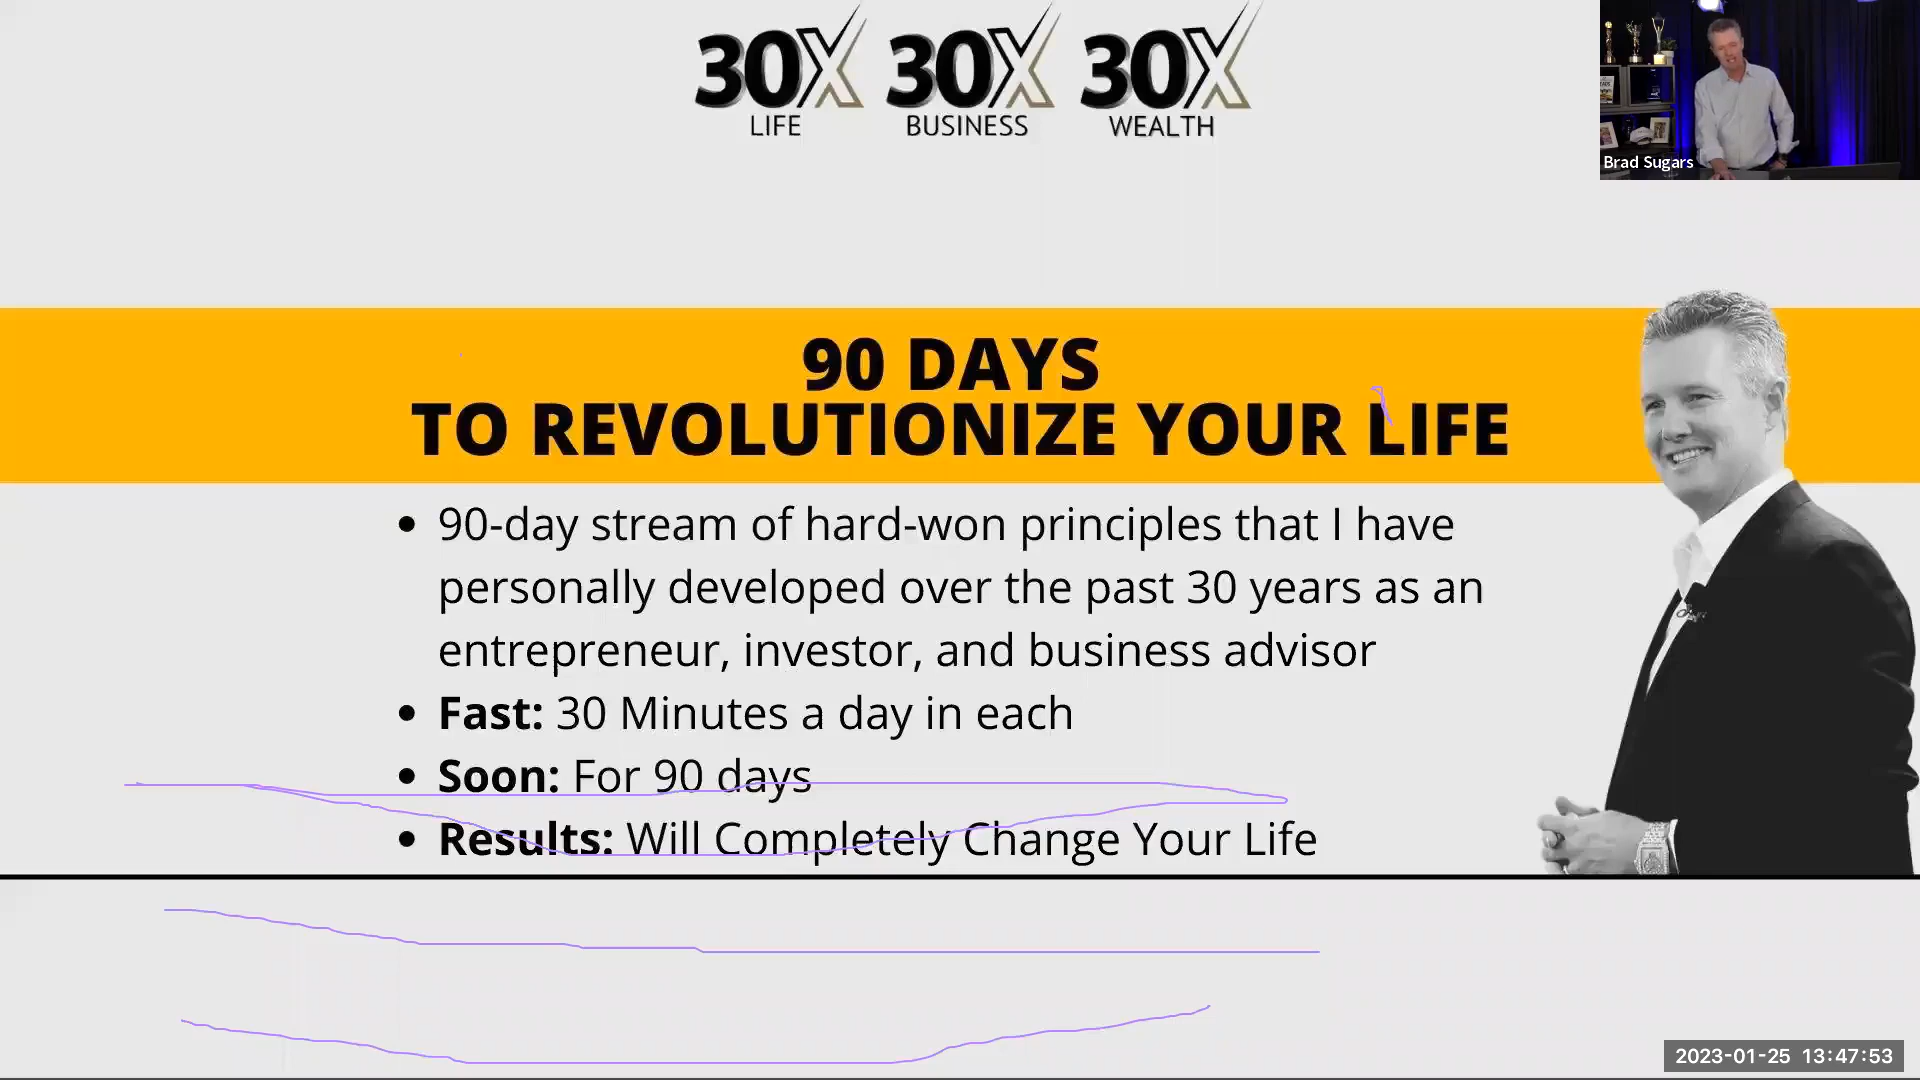 30X 30X 30X
LIFE BUSINESS WEALTH
Brad Sugars
90 DAYS
TO REVOLUTIONIZE YOUR LIFE
• 90-day stream of hard-won principles that I have
personally developed over the past 30 years as an
entrepreneur, investor, and business advisor
• Fast: 30 Minutes a day in each
• Soon: For 90 days
• Results: Will Completely Change Your Life
2023-01-25 13:47:53